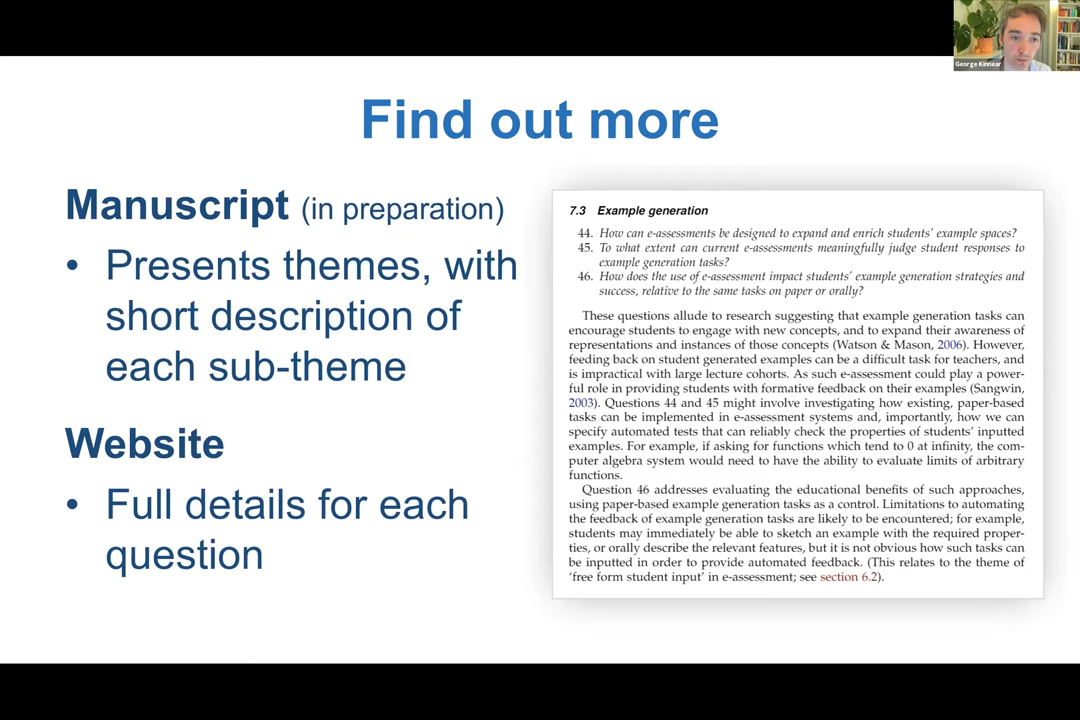 George Kinnear
Find out more
Manuscript (in preparation)
• Presents themes, with
short description of
each sub-theme
Website
• Full details for each
question
7.3 Example generation
44. How can e-assessments be designed to expand and enrich students' example spaces?
45. To what extent can current e-assessments meaningfully judge student responses to
example generation tasks?
46. How does the use of e-assessment impact students' example generation strategies and
success, relative to the same tasks on paper or orally?
These questions allude to research suggesting that example generation tasks can
encourage students to engage with new concepts, and to expand their awareness of
representations and instances of those concepts (Watson & Mason, 2006). However,
feeding back on student generated examples can be a difficult task for teachers, and
is impractical with large lecture cohorts. As such e-assessment could play a power-
ful role in providing students with formative feedback on their examples (Sangwin,
2003). Questions 44 and 45 might involve investigating how existing, paper-based
tasks can be implemented in e-assessment systems and, importantly, how we can
specify automated tests that can reliably check the properties of students' inputted
examples. For example, if asking for functions which tend to 0 at infinity, the com-
puter algebra system would need to have the ability to evaluate limits of arbitrary
functions.
Question 46 addresses evaluating the educational benefits of such approaches,
using paper-based example generation tasks as a control. Limitations to automating
the feedback of example generation tasks are likely to be encountered; for example,
students may immediately be able to sketch an example with the required proper-
ties, or orally describe the relevant features, but it is not obvious how such tasks can
be inputted in order to provide automated feedback. (This relates to the theme of
'free form student input' in e-assessment; see section 6.2).